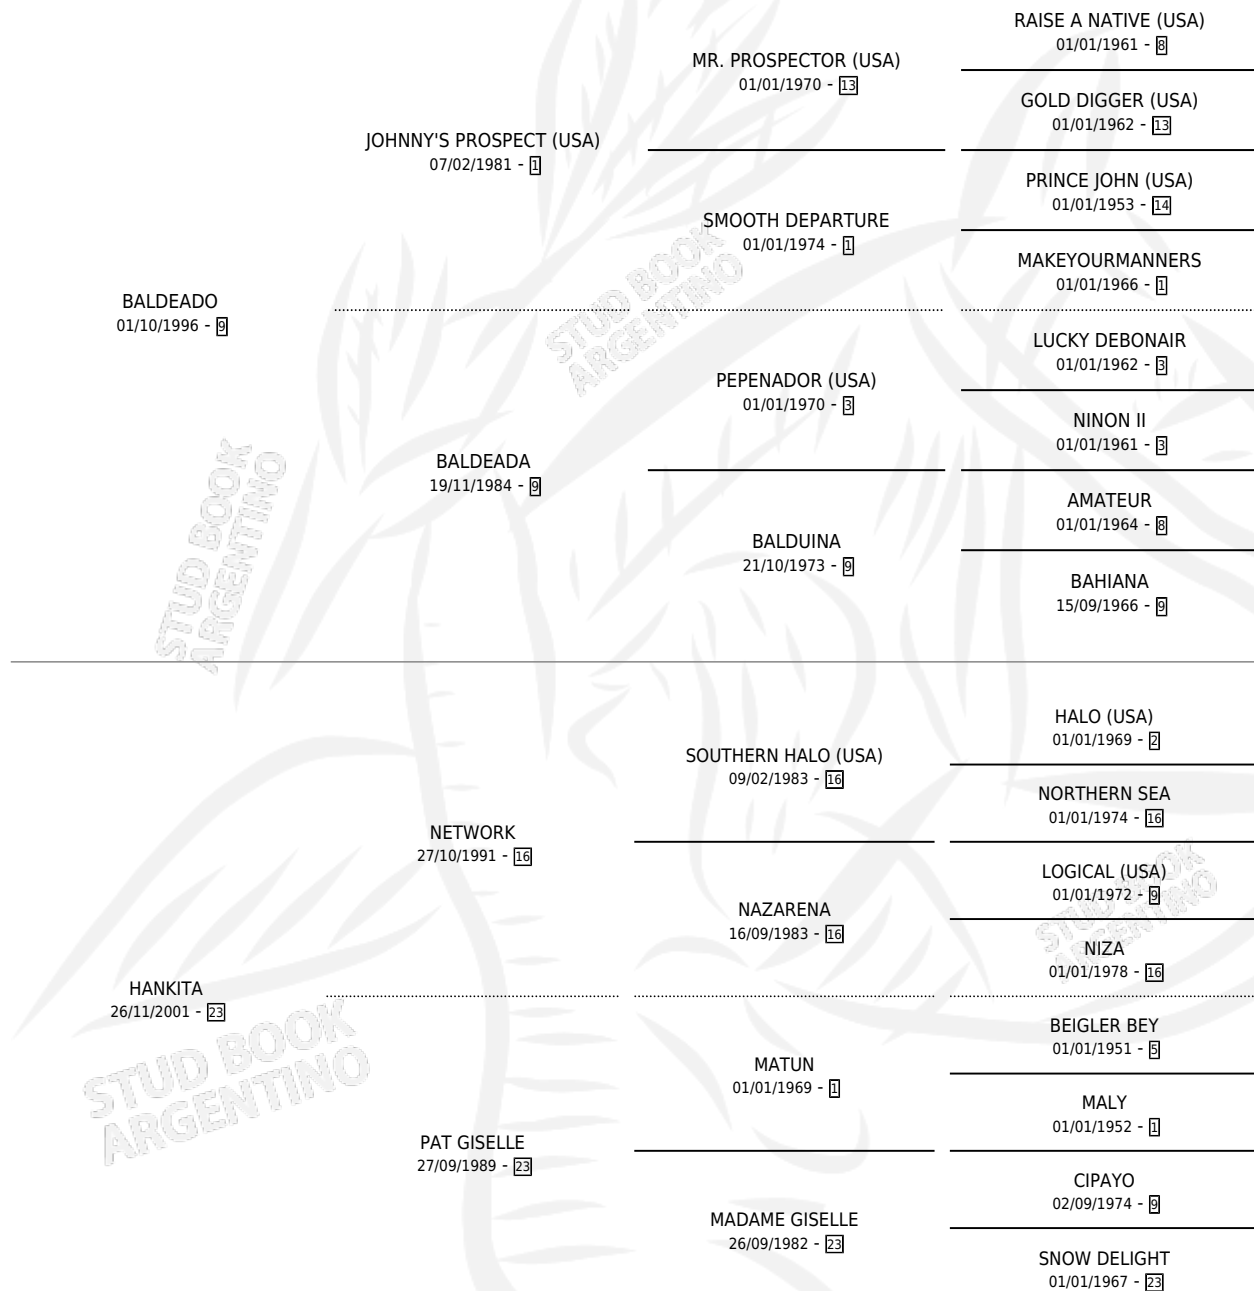 RAISE A NATIVE (USA)
01/01/1961 - 8
MR. PROSPECTOR (USA)
01/01/1970 - 13
GOLD DIGGER (USA)
01/01/1962 - 13
JOHNNY'S PROSPECT (USA)
07/02/1981 - 1
PRINCE JOHN (USA)
01/01/1953 - 14
SMOOTH DEPARTURE
01/01/1974 - 1
MAKEYOURMANNERS
01/01/1966 - 1
BALDEADO
01/10/1996 - 9
LUCKY DEBONAIR
01/01/1962 - 3
PEPENADOR (USA)
01/01/1970 - 3
NINON II
01/01/1961 - 3
BALDEADA
19/11/1984 - 9
AMATEUR
01/01/1964 - 8
BALDUINA
21/10/1973 - 9
BAHIANA
15/09/1966 - 9
HALO (USA)
01/01/1969 - 2
SOUTHERN HALO (USA)
09/02/1983 - 16
NORTHERN SEA
01/01/1974 - 16
NETWORK
27/10/1991 - 16
LOGICAL (USA)
01/01/1972 - 9
NAZARENA
16/09/1983 - 16
NIZA
01/01/1978 - 16
HANKITA
26/11/2001 - 23
BEIGLER BEY
01/01/1951 - 5
MATUN
01/01/1969 - 1
MALY
01/01/1952 - 1
PAT GISELLE
27/09/1989 - 23
CIPAYO
02/09/1974 - 9
MADAME GISELLE
26/09/1982 - 23
SNOW DELIGHT
01/01/1967 - 23
STUD BOOK
ARGENTINO
STUD BOOK
ARGENTINO
STUD BOOK
ARGENTINO
STUD BOOK
ARGENTINO